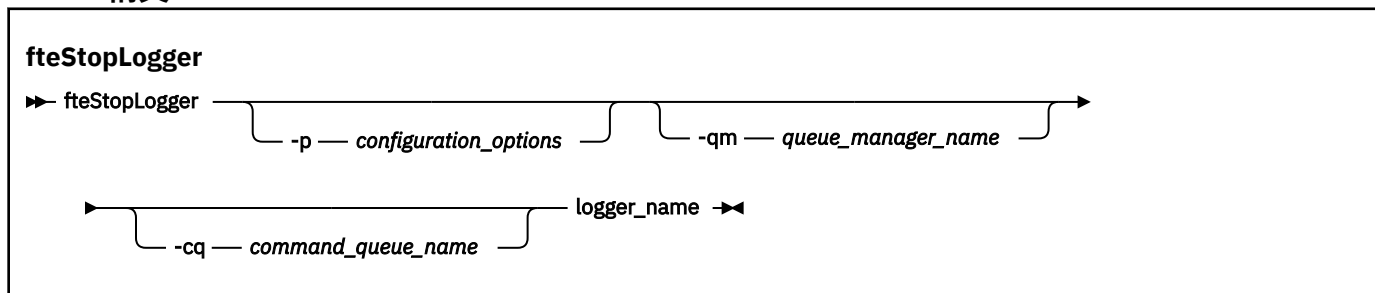 fteStopLogger
fteStopLogger
-p configuration_options -qm queue_manager_name
logger_name
-cq command_queue_name